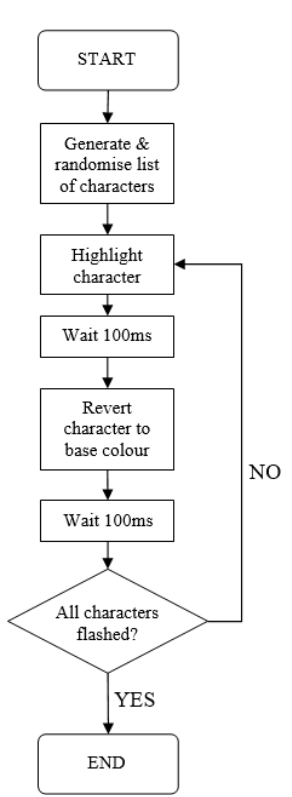 START
Generate &
randomise list
of characters
Highlight
character
Wait 100ms
Revert
character to
base colour
Wait 100ms
NO
All characters
flashed?
YES
END